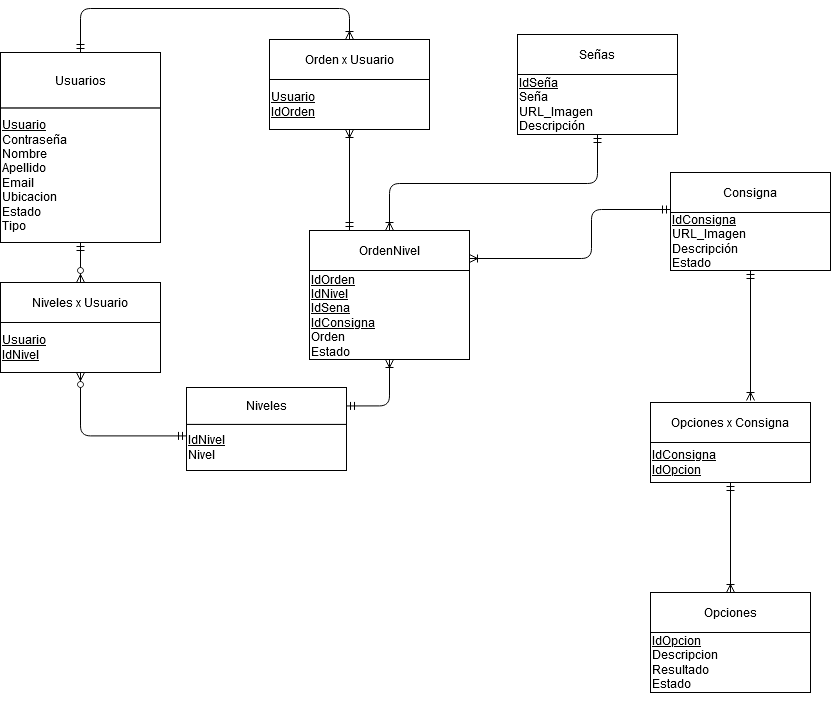 Usuarios
Usuario
Contraseña
Nombre
Apellido
Email
Ubicacion
Estado
Tipo
Orden x Usuario
Usuario
IdOrden
Señas
IdSeña
Seña
URL_Imagen
Descripción
Consigna
IdConsigna
URL_Imagen
Descripción
Estado
OrdenNivel
IdOrden
IdNivel
IdSena
IdConsigna
Orden
Estado
Niveles x Usuario
Usuario
IdNivel
Niveles
IdNivel
Nivel
Opciones x Consigna
IdConsigna
IdOpcion
Opciones
IdOpcion
Descripcion
Resultado
Estado